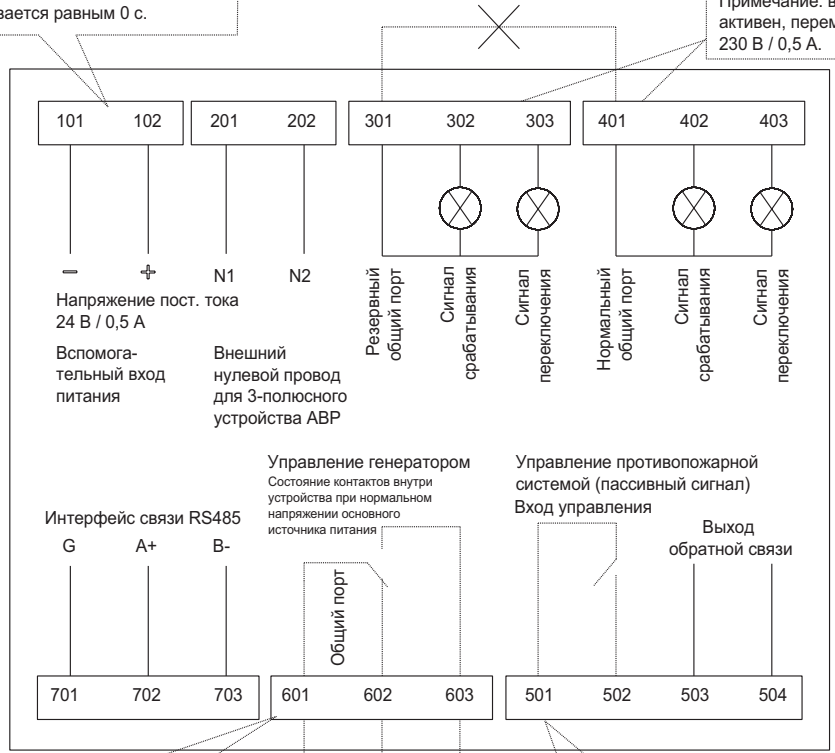 вается равным 0 с.
Примечание: в
активен, перем
230 В / 0,5 А.
101 102 201 202 301 302 303 401 402 403
— + N1 N2
Напряжение пост. тока
24 В / 0,5 А
Вспомога-
тельный вход
питания
Внешний
нулевой провод
для 3-полюсного
устройства АВР
Резервный
общий порт
Сигнал
срабатывания
Сигнал
переключения
Нормальный
общий порт
Сигнал
срабатывания
Сигнал
переключения
Управление генератором
Состояние контактов внутри
устройства при нормальном
напряжении основного
источника питания
Управление противопожарной
системой (пассивный сигнал)
Вход управления
Выход
обратной связи
Интерфейс связи RS485
G A+ B-
Общий порт
701 702 703 601 602 603 501 502 503 504